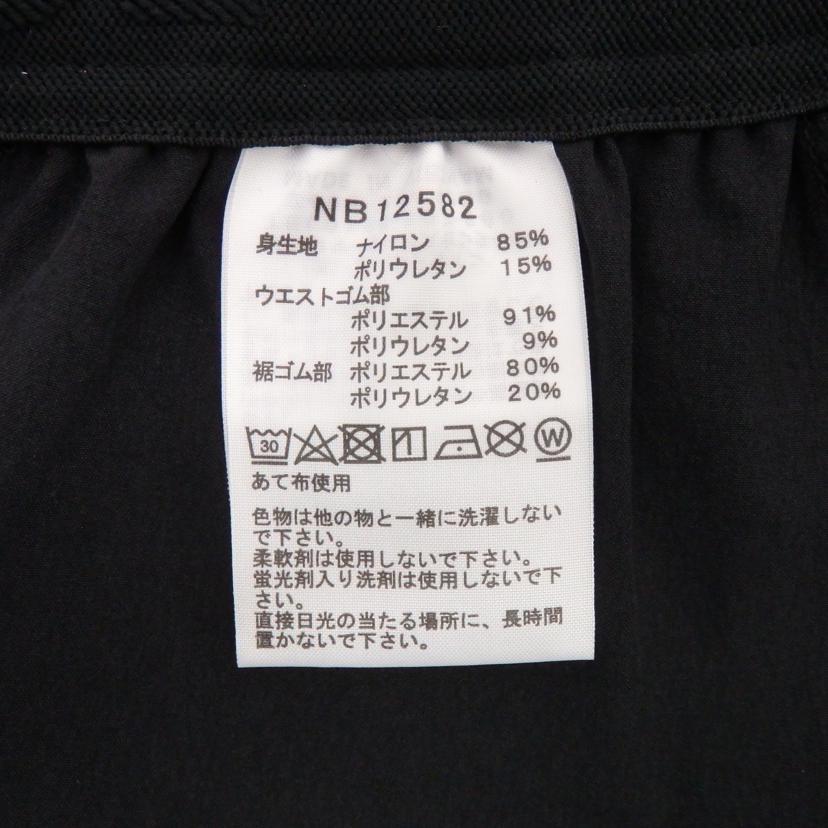 NB12582
身生地 ナイロン 85%
ポリウレタン 15%
ウエストゴム部
ポリエステル 91%
ポリウレタン 9%
裾ゴム部 ポリエステル 80%
ポリウレタン 20%
30 W
あて布使用
色物は他の物と一緒に洗濯しない
で下さい。
柔軟剤は使用しないで下さい。
蛍光剤入り洗剤は使用しないで下
さい。
直接日光の当たる場所に、長時間
置かないで下さい。